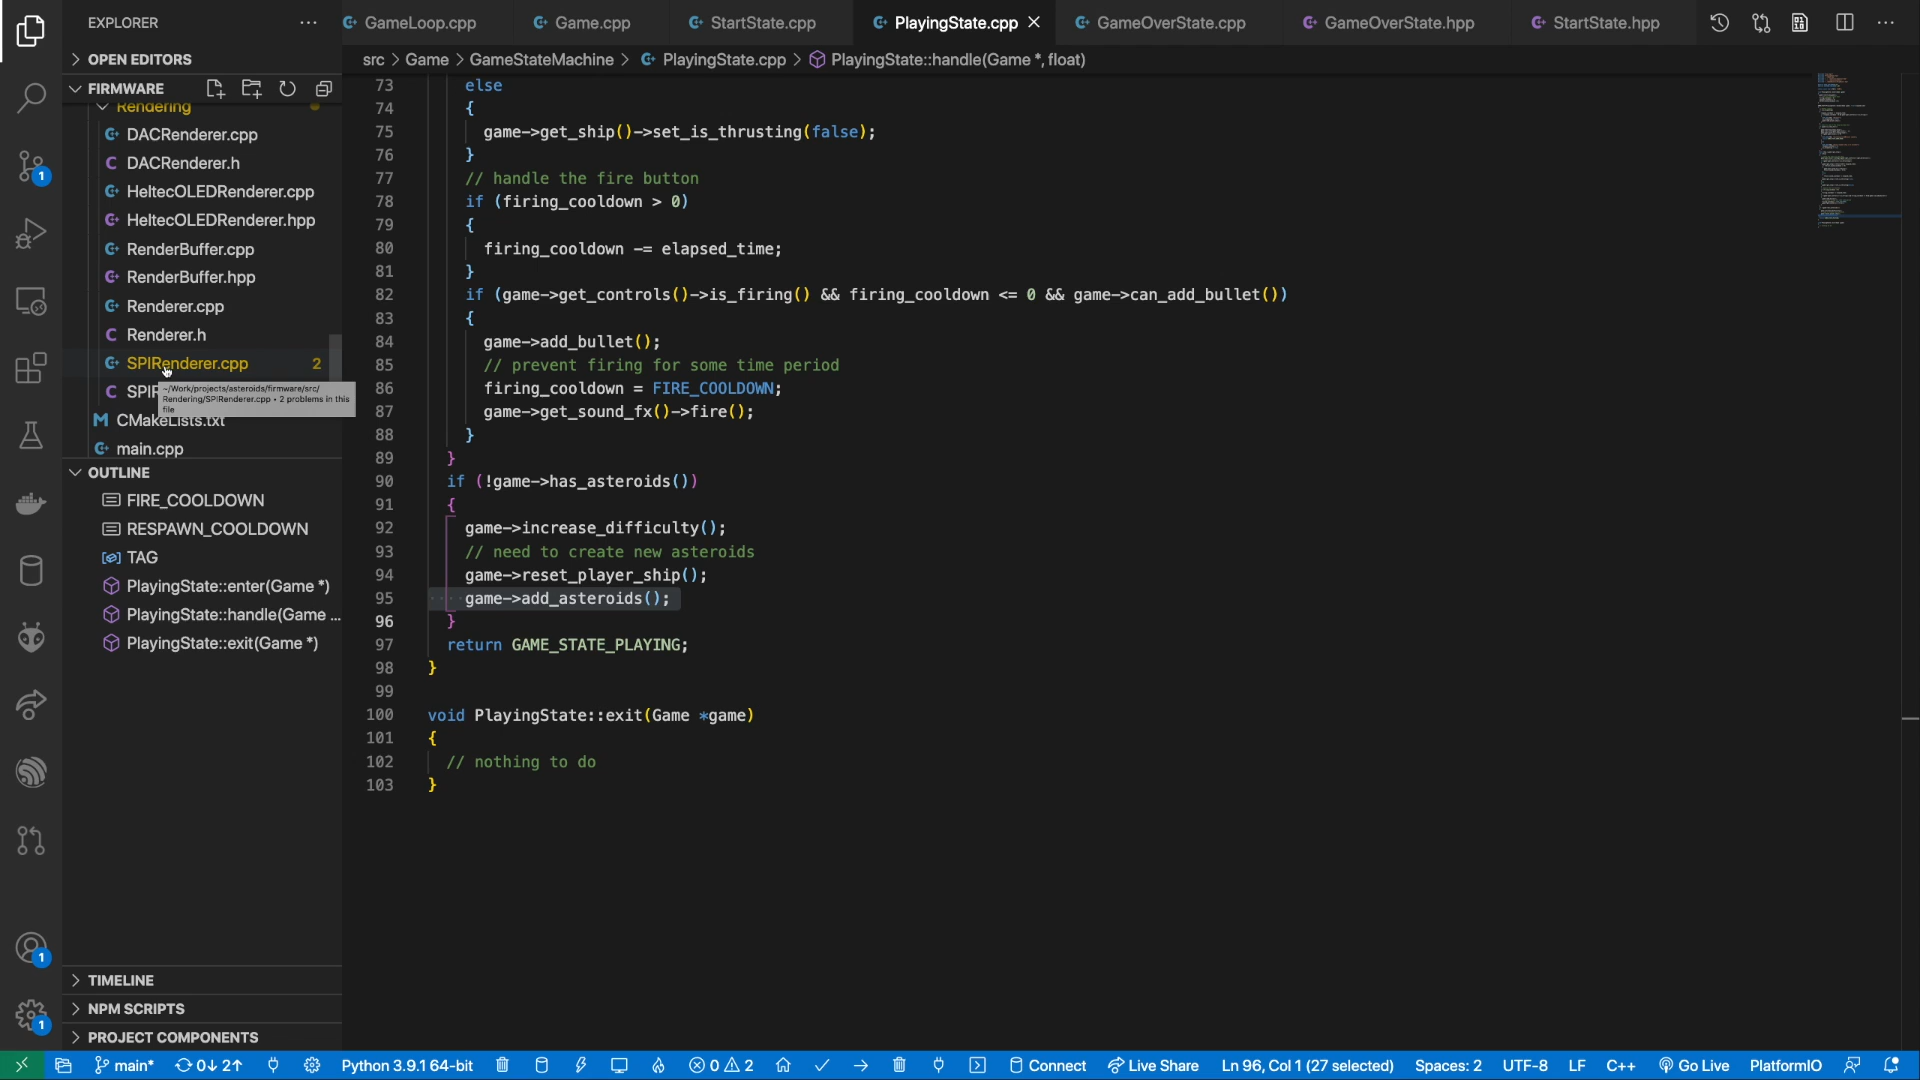 EXPLORER
OPEN EDITORS
FIRMWARE
Rendering
DACRenderer.cpp
DACRenderer.h
HeltecOLEDRenderer.cpp
HeltecOLEDRenderer.hpp
RenderBuffer.cpp
RenderBuffer.hpp
Renderer.cpp
Renderer.h
SPIRenderer.cpp 2
SPIR
~/Work/projects/asteroids/firmware/src/
Rendering/SPIRenderer.cpp • 2 problems in this
file
CMakeLists.txt
main.cpp
OUTLINE
FIRE_COOLDOWN
RESPAWN_COOLDOWN
TAG
PlayingState::enter(Game *)
PlayingState::handle(Game ...
PlayingState::exit(Game *)
TIMELINE
NPM SCRIPTS
PROJECT COMPONENTS
1
1
1
GameLoop.cpp Game.cpp StartState.cpp PlayingState.cpp GameOverState.cpp GameOverState.hpp StartState.hpp
src > Game > GameStateMachine > PlayingState.cpp > PlayingState::handle(Game *, float)
73 else
74 {
75 game->get_ship()->set_is_thrusting(false);
76 }
77 // handle the fire button
78 if (firing_cooldown > 0)
79 {
80 firing_cooldown -= elapsed_time;
81 }
82 if (game->get_controls()->is_firing() && firing_cooldown <= 0 && game->can_add_bullet())
83 {
84 game->add_bullet();
85 // prevent firing for some time period
86 firing_cooldown = FIRE_COOLDOWN;
87 game->get_sound_fx()->fire();
88 }
89 }
90 if (!game->has_asteroids())
91 {
92 game->increase_difficulty();
93 // need to create new asteroids
94 game->reset_player_ship();
95 ····game->add_asteroids();
96 }
97 return GAME_STATE_PLAYING;
98 }
99
100 void PlayingState::exit(Game *game)
101 {
102 // nothing to do
103 }
main* 0↓ 2↑ Python 3.9.1 64-bit 0 2 Connect Live Share Ln 96, Col 1 (27 selected) Spaces: 2 UTF-8 LF C++ Go Live PlatformIO